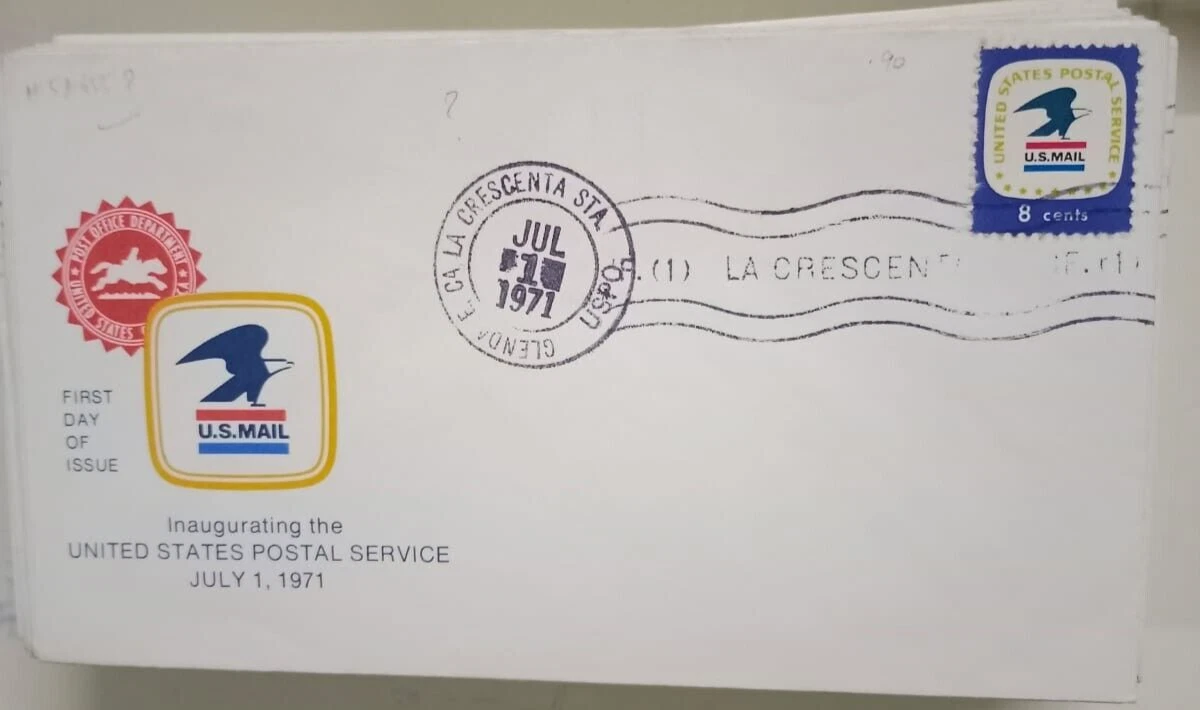 .90
?
UNITED STATES POSTAL SERVICE
U.S.MAIL
8 cents
POST OFFICE DEPARTMENT
UNITED STATES
U.S.MAIL
FIRST
DAY
OF
ISSUE
Inaugurating the
UNITED STATES POSTAL SERVICE
JULY 1, 1971
CA LA CRESCENTA STA.
USPO
JUL
1
1971
(1) LA CRESCEN